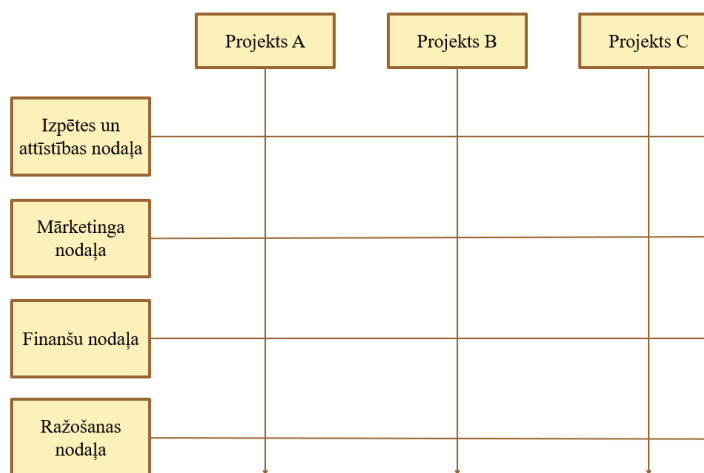 Projekts A
Projekts B
Projekts C
Izpētes un
attīstības nodaļa
Mārketinga
nodaļa
Finanšu nodaļa
Ražošanas
nodaļa